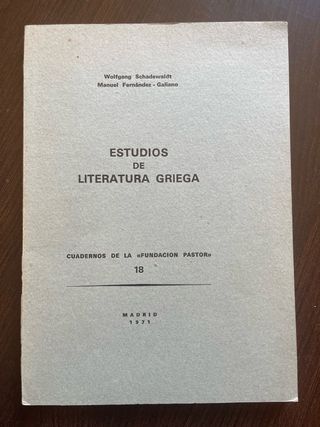 Wolfgang Schadewaldt
Manuel Fernández - Galiano
ESTUDIOS
DE
LITERATURA GRIEGA
CUADERNOS DE LA «FUNDACION PASTOR»
18
MADRID
1971